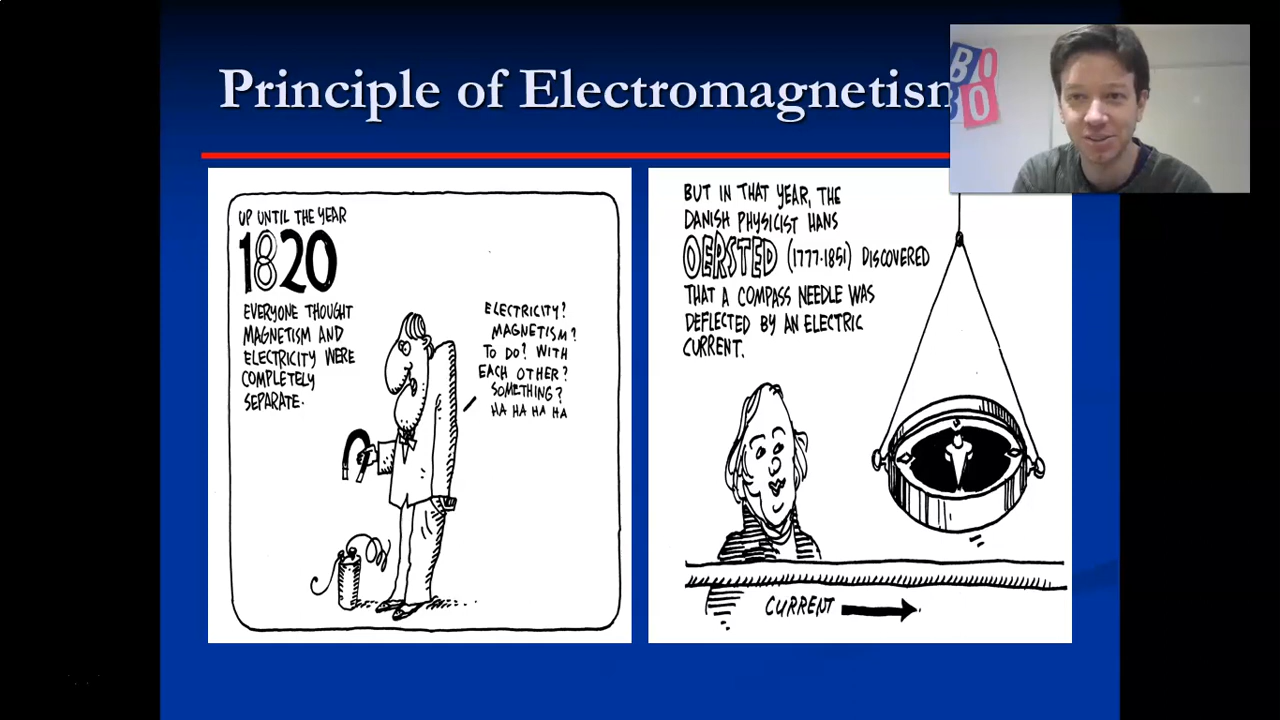 Principle of Electromagnetism
BO
BO
UP UNTIL THE YEAR
1820
EVERYONE THOUGHT
MAGNETISM AND
ELECTRICITY WERE
COMPLETELY
SEPARATE.
ELECTRICITY?
MAGNETISM?
TO DO? WITH
EACH OTHER?
SOMETHING?
HA HA HA HA
BUT IN THAT YEAR, THE
DANISH PHYSICIST HANS
OERSTED (1777-1851) DISCOVERED
THAT A COMPASS NEEDLE WAS
DEFLECTED BY AN ELECTRIC
CURRENT.
CURRENT